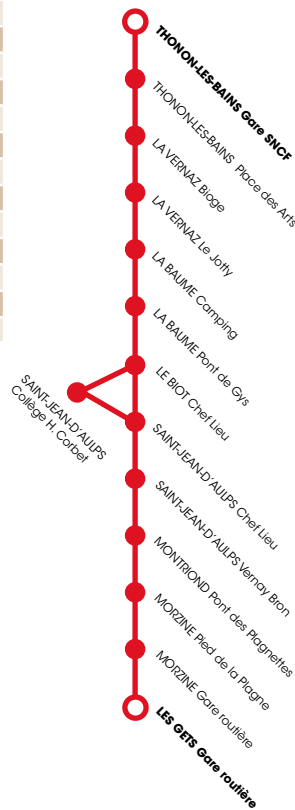 THONON-LES-BAINS Gare SNCF
THONON-LES-BAINS Place des Arts
LA VERNAZ Bioge
LA VERNAZ Le Jotty
LA BAUME Camping
LA BAUME Pont de Gys
LE BIOT Chef Lieu
SAINT-JEAN-D'AULPS
Collège H. Corbet
SAINT-JEAN-D'AULPS Chef Lieu
SAINT-JEAN-D'AULPS Vernay Bron
MONTRIOND Pont des Plagnettes
MORZINE Pied de la Plagne
MORZINE Gare routière
LES GETS Gare routière